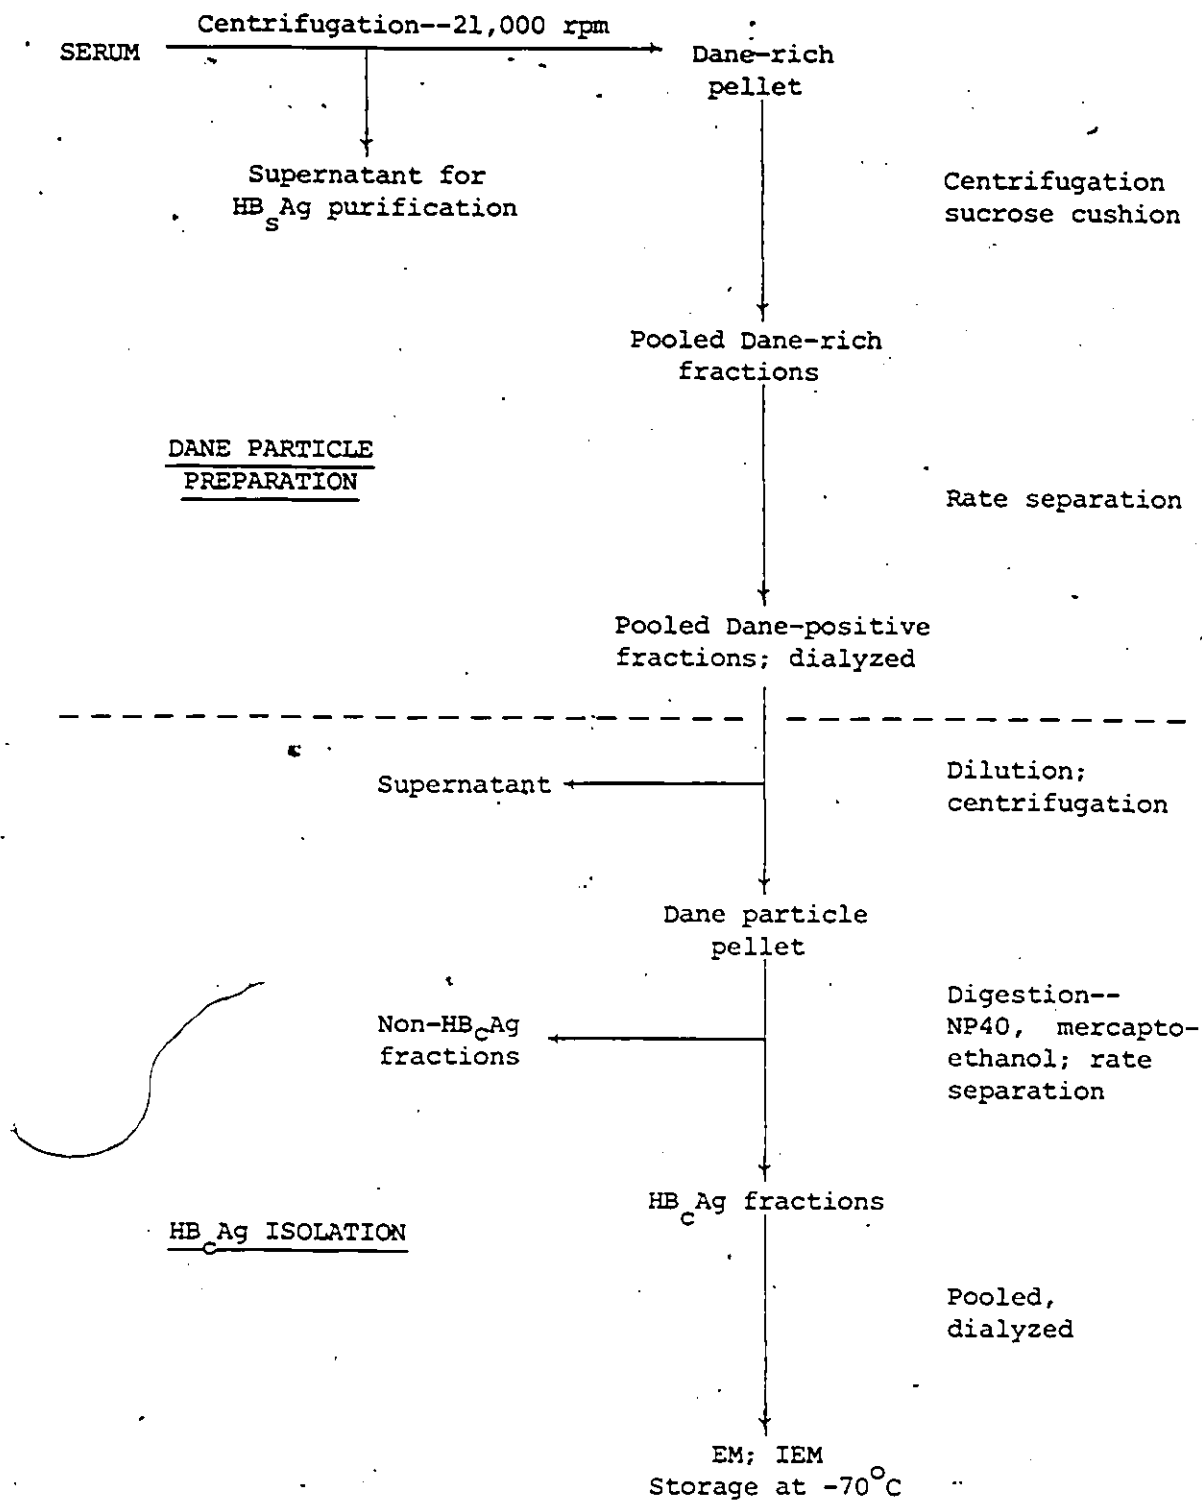 Centrifugation--21,000 rpm
SERUM
Dane-rich
pellet
Supernatant for
HBsAg purification
Centrifugation
sucrose cushion
Pooled Dane-rich
fractions
DANE PARTICLE
PREPARATION
Rate separation
Pooled Dane-positive
fractions; dialyzed
Supernatant
Dilution;
centrifugation
Dane particle
pellet
Non-HBcAg
fractions
Digestion--
NP40, mercapto-
ethanol; rate
separation
HBcAg fractions
HBcAg ISOLATION
Pooled,
dialyzed
EM; IEM
Storage at -70°C